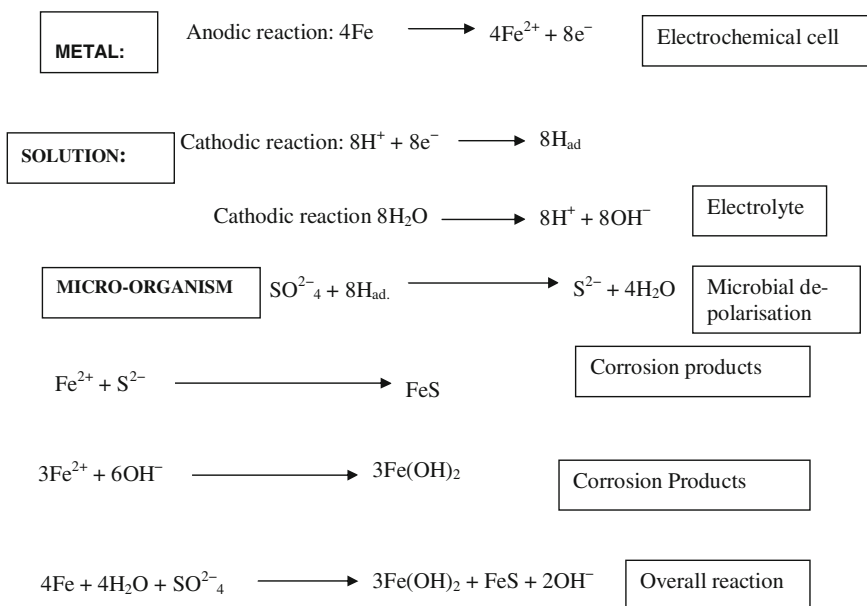 METAL: Anodic reaction: 4Fe ⟶ 4Fe²⁺ + 8e⁻ Electrochemical cell
SOLUTION: Cathodic reaction: 8H⁺ + 8e⁻ ⟶ 8H_ad
Cathodic reaction 8H₂O ⟶ 8H⁺ + 8OH⁻ Electrolyte
MICRO-ORGANISM SO²⁻₄ + 8H_ad. ⟶ S²⁻ + 4H₂O Microbial de-
polarisation
Fe²⁺ + S²⁻ ⟶ FeS Corrosion products
3Fe²⁺ + 6OH⁻ ⟶ 3Fe(OH)₂ Corrosion Products
4Fe + 4H₂O + SO²⁻₄ ⟶ 3Fe(OH)₂ + FeS + 2OH⁻ Overall reaction